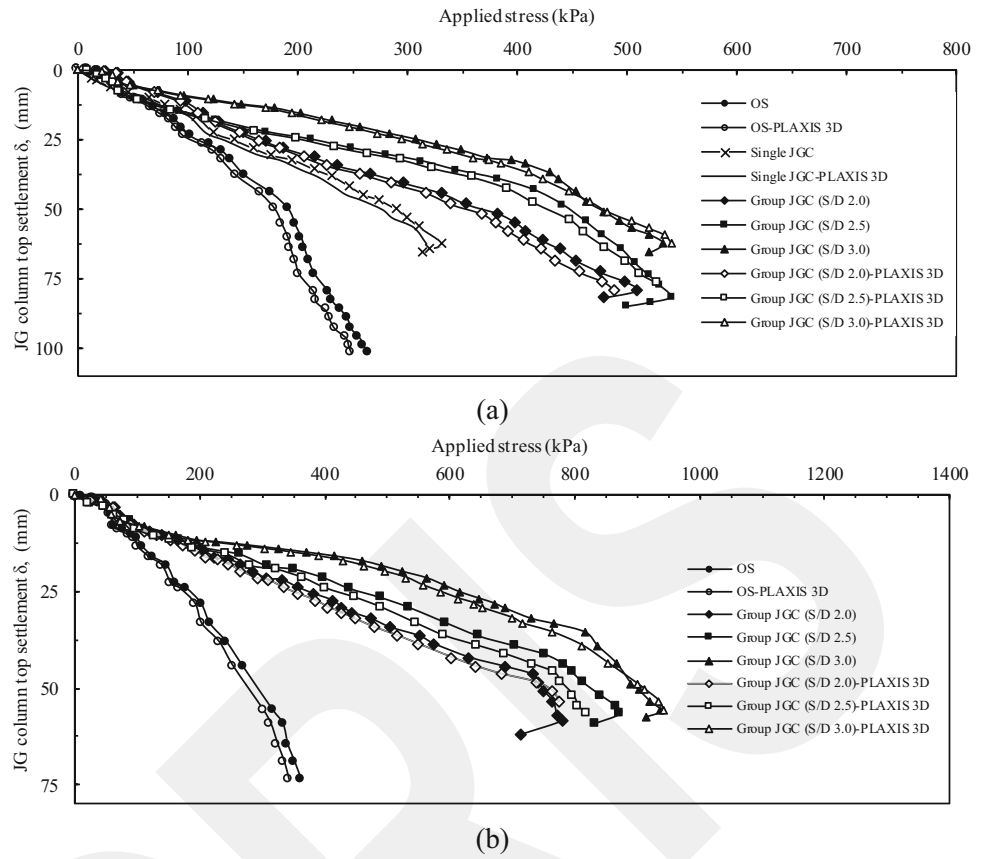 Applied stress (kPa)
0 100 200 300 400 500 600 700 800
0
25
50
75
100
JG column top settlement δ, (mm)
OS
OS-PLAXIS 3D
Single JGC
Single JGC-PLAXIS 3D
Group JGC (S/D 2.0)
Group JGC (S/D 2.5)
Group JGC (S/D 3.0)
Group JGC (S/D 2.0)-PLAXIS 3D
Group JGC (S/D 2.5)-PLAXIS 3D
Group JGC (S/D 3.0)-PLAXIS 3D
(a)
Applied stress (kPa)
0 200 400 600 800 1000 1200 1400
0
25
50
75
JG column top settlement δ, (mm)
OS
OS-PLAXIS 3D
Group JGC (S/D 2.0)
Group JGC (S/D 2.5)
Group JGC (S/D 3.0)
Group JGC (S/D 2.0)-PLAXIS 3D
Group JGC (S/D 2.5)-PLAXIS 3D
Group JGC (S/D 3.0)-PLAXIS 3D
(b)